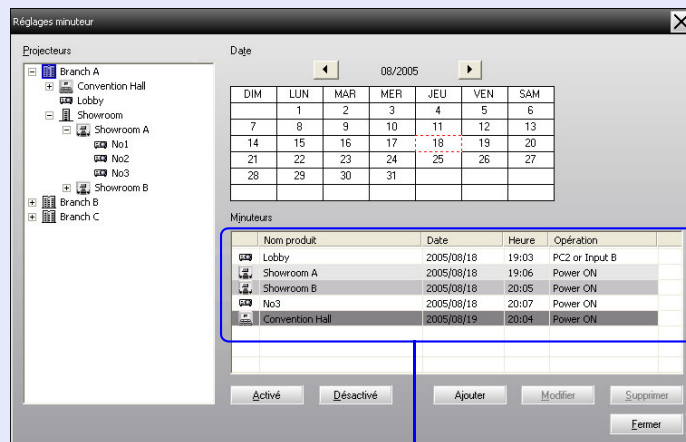 Réglages minuteur
Projecteurs
Branch A
Convention Hall
Lobby
Showroom
Showroom A
No1
No2
No3
Showroom B
Branch B
Branch C
Date
08/2005
DIM LUN MAR MER JEU VEN SAM
1 2 3 4 5 6
7 8 9 10 11 12 13
14 15 16 17 18 19 20
21 22 23 24 25 26 27
28 29 30 31
Minuteurs
Nom produit Date Heure Opération
Lobby 2005/08/18 19:03 PC2 or Input B
Showroom A 2005/08/18 19:06 Power ON
Showroom B 2005/08/18 20:05 Power ON
No3 2005/08/18 20:07 Power ON
Convention Hall 2005/08/19 20:04 Power ON
Activé Désactivé Ajouter Modifier Supprimer
Fermer